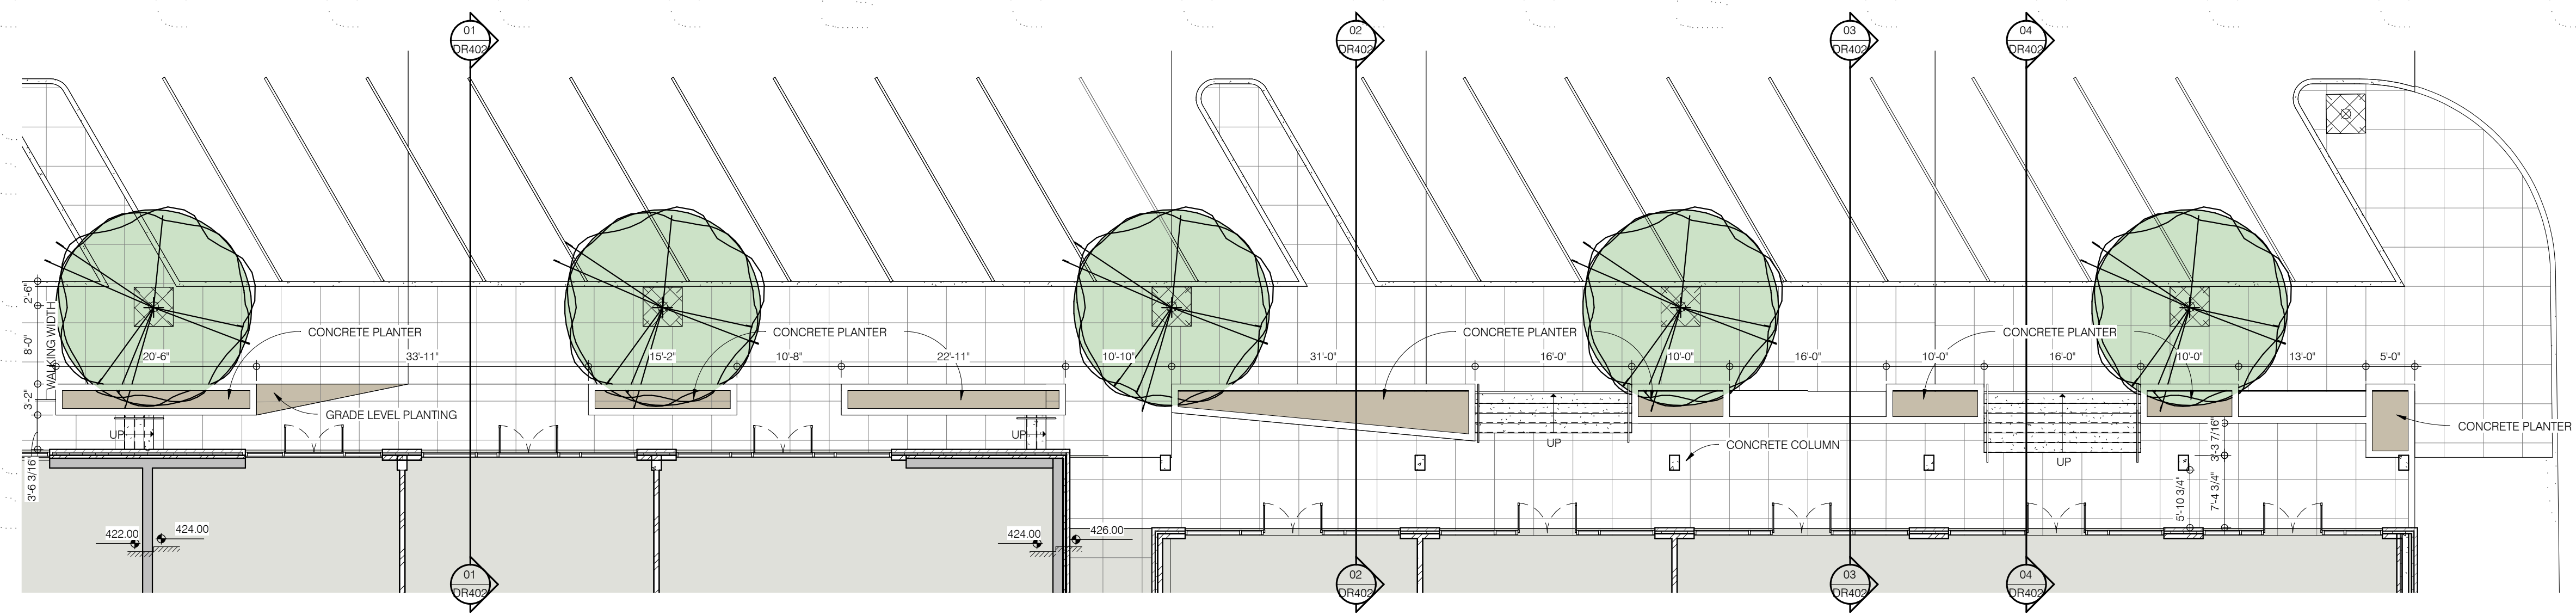 01
DR402
02
DR402
03
DR402
04
DR402
2'-6"
8'-0"
WALKING WIDTH
3'-2"
3'-6 3/16"
CONCRETE PLANTER
CONCRETE PLANTER
CONCRETE PLANTER
CONCRETE PLANTER
20'-6"
33'-11"
15'-2"
10'-8"
22'-11"
10'-10"
31'-0"
16'-0"
10'-0"
16'-0"
10'-0"
16'-0"
10'-0"
13'-0"
5'-0"
GRADE LEVEL PLANTING
CONCRETE PLANTER
UP
UP
UP
UP
CONCRETE COLUMN
3'-3 7/16"
5'-10 3/4"
7'-4 3/4"
422.00
424.00
424.00
426.00
01
DR402
02
DR402
03
DR402
04
DR402